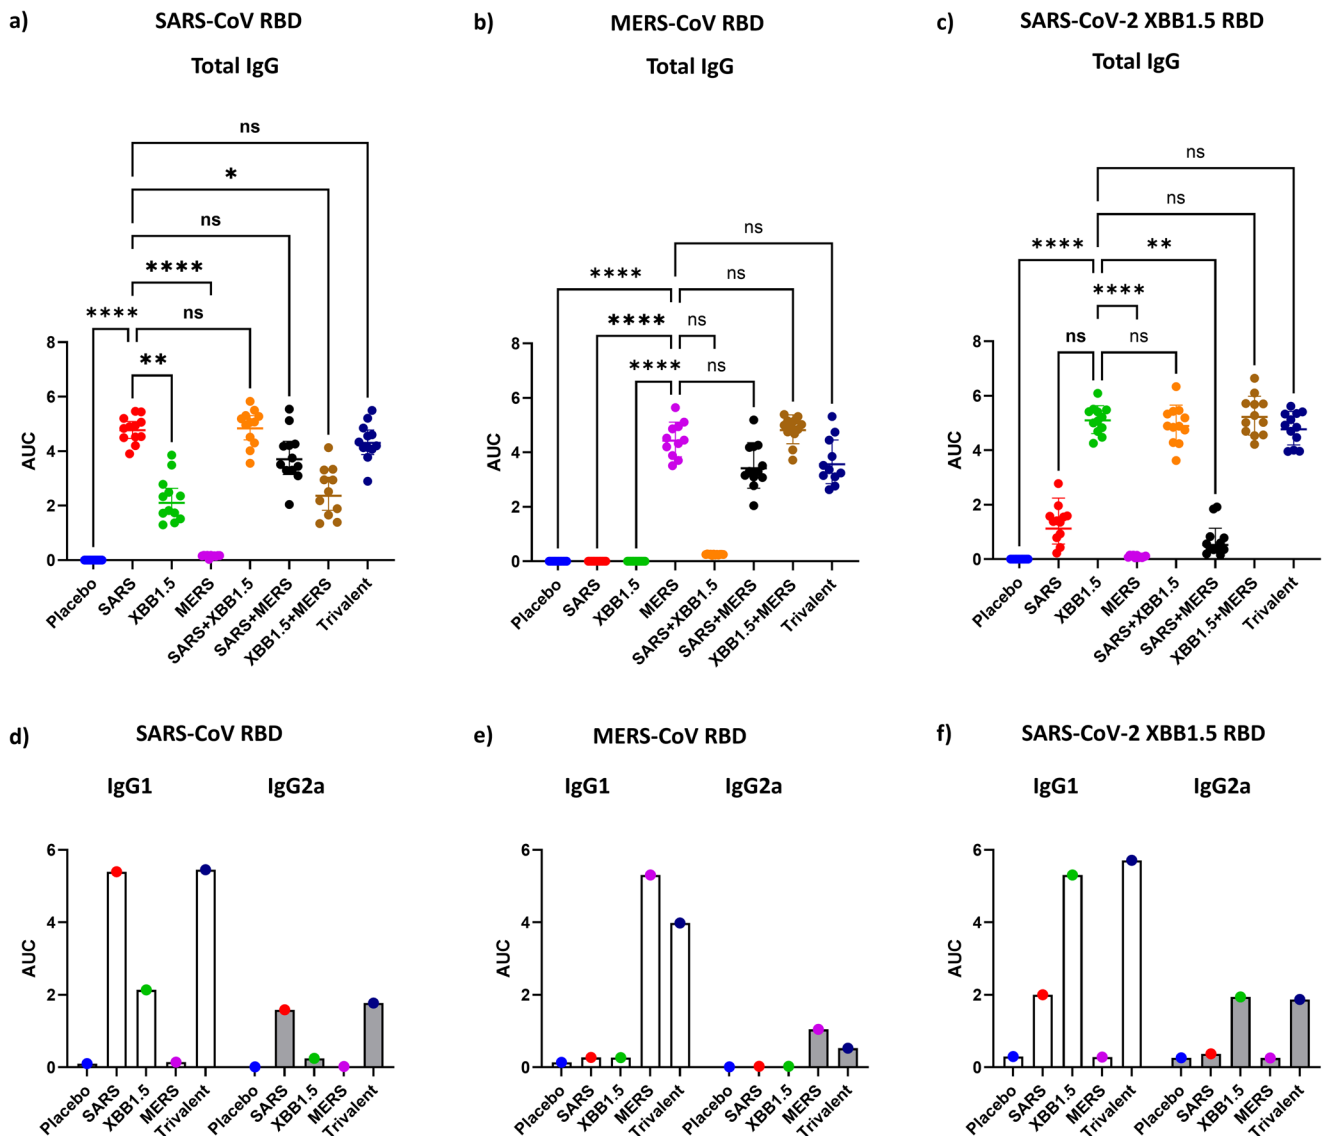 a)
SARS-CoV RBD
Total IgG
ns
*
ns
****
****
ns
**
8
6
4
2
0
AUC
Placebo
SARS
XBB1.5
MERS
SARS+XBB1.5
SARS+MERS
XBB1.5+MERS
Trivalent
b)
MERS-CoV RBD
Total IgG
ns
****
ns
****
ns
****
ns
8
6
4
2
0
AUC
Placebo
SARS
XBB1.5
MERS
SARS+XBB1.5
SARS+MERS
XBB1.5+MERS
Trivalent
c)
SARS-CoV-2 XBB1.5 RBD
Total IgG
ns
ns
****
**
****
ns
ns
8
6
4
2
0
AUC
Placebo
SARS
XBB1.5
MERS
SARS+XBB1.5
SARS+MERS
XBB1.5+MERS
Trivalent
d)
SARS-CoV RBD
IgG1
IgG2a
6
4
2
0
AUC
Placebo
SARS
XBB1.5
MERS
Trivalent
Placebo
SARS
XBB1.5
MERS
Trivalent
e)
MERS-CoV RBD
IgG1
IgG2a
6
4
2
0
AUC
Placebo
SARS
XBB1.5
MERS
Trivalent
Placebo
SARS
XBB1.5
MERS
Trivalent
f)
SARS-CoV-2 XBB1.5 RBD
IgG1
IgG2a
6
4
2
0
AUC
Placebo
SARS
XBB1.5
MERS
Trivalent
Placebo
SARS
XBB1.5
MERS
Trivalent